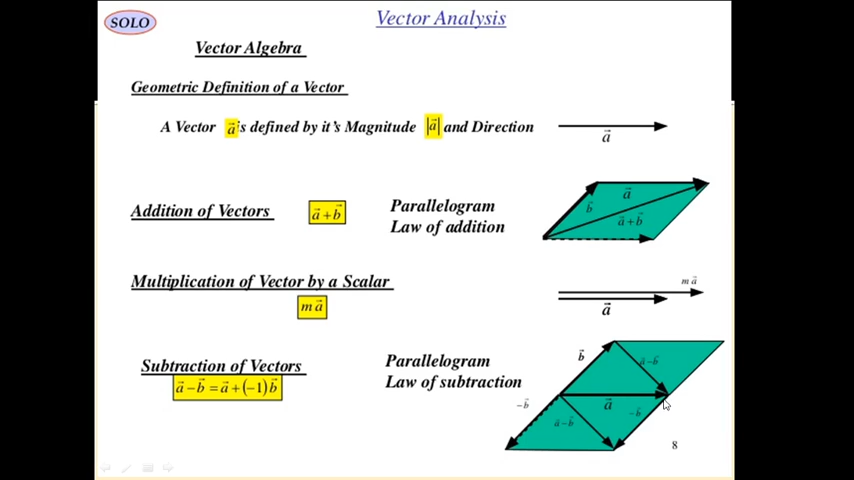 SOLO
Vector Analysis
Vector Algebra
Geometric Definition of a Vector
A Vector a⃗ is defined by it's Magnitude |a⃗| and Direction
a⃗
Addition of Vectors
a⃗ + b⃗
Parallelogram
Law of addition
a⃗
b⃗
a⃗ + b⃗
Multiplication of Vector by a Scalar
m a⃗
m a⃗
a⃗
Subtraction of Vectors
a⃗ − b⃗ = a⃗ + (−1) b⃗
Parallelogram
Law of subtraction
b⃗
a⃗ − b⃗
−b⃗
a⃗
−b⃗
a⃗ − b⃗
8